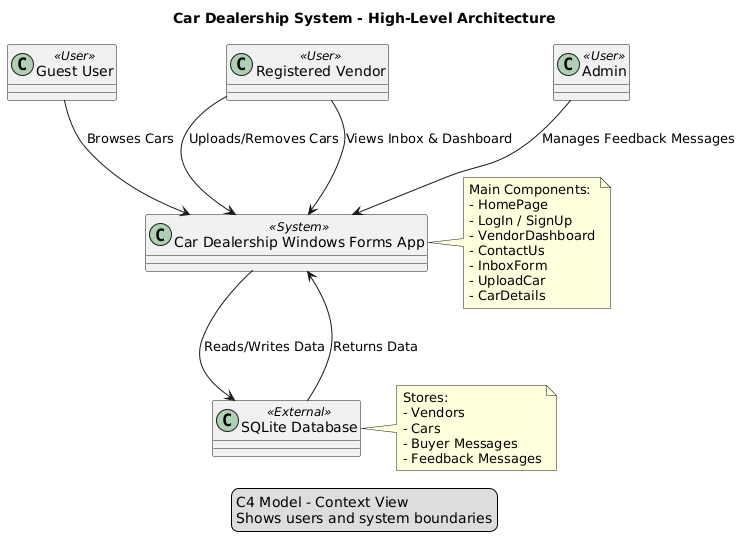 Car Dealership System - High-Level Architecture
C «User» Guest User
C «User» Registered Vendor
C «User» Admin
Browses Cars
Uploads/Removes Cars
Views Inbox & Dashboard
Manages Feedback Messages
C «System» Car Dealership Windows Forms App
Main Components:
- HomePage
- LogIn / SignUp
- VendorDashboard
- ContactUs
- InboxForm
- UploadCar
- CarDetails
Reads/Writes Data
Returns Data
C «External» SQLite Database
Stores:
- Vendors
- Cars
- Buyer Messages
- Feedback Messages
C4 Model - Context View
Shows users and system boundaries